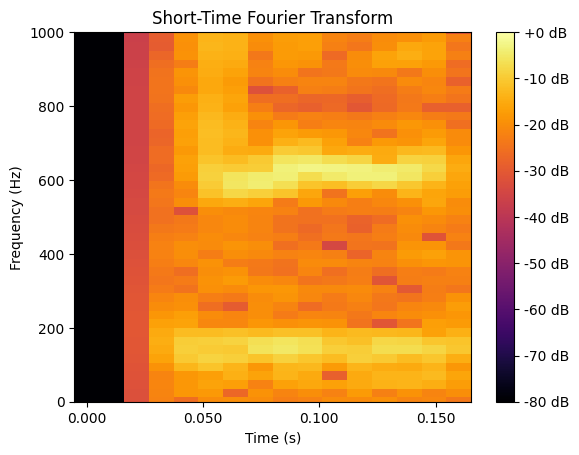 Short-Time Fourier Transform
1000
800
600
400
200
0
Frequency (Hz)
0.000
0.050
0.100
0.150
Time (s)
+0 dB
-10 dB
-20 dB
-30 dB
-40 dB
-50 dB
-60 dB
-70 dB
-80 dB